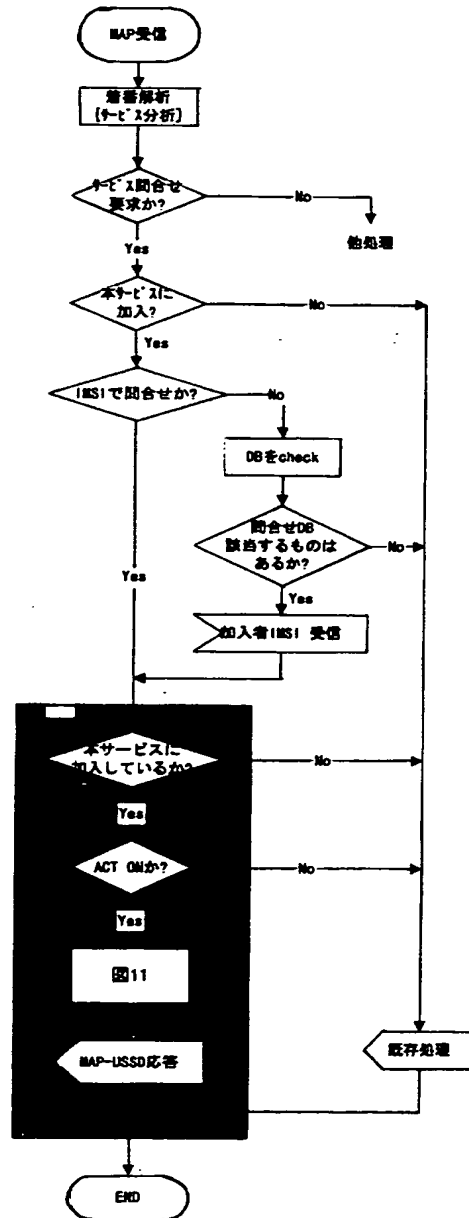 MAP受信
着番解析
[サービス分析]
サービス問合せ
要求か?
No
他処理
Yes
本サービスに
加入?
No
Yes
IMSIで問合せか?
No
DBをcheck
問合せDB
該当するものは
あるか?
No
Yes
Yes
加入者IMSI 受信
本サービスに
加入しているか?
No
Yes
ACT ONか?
No
Yes
図11
MAP-USSD応答
既存処理
END